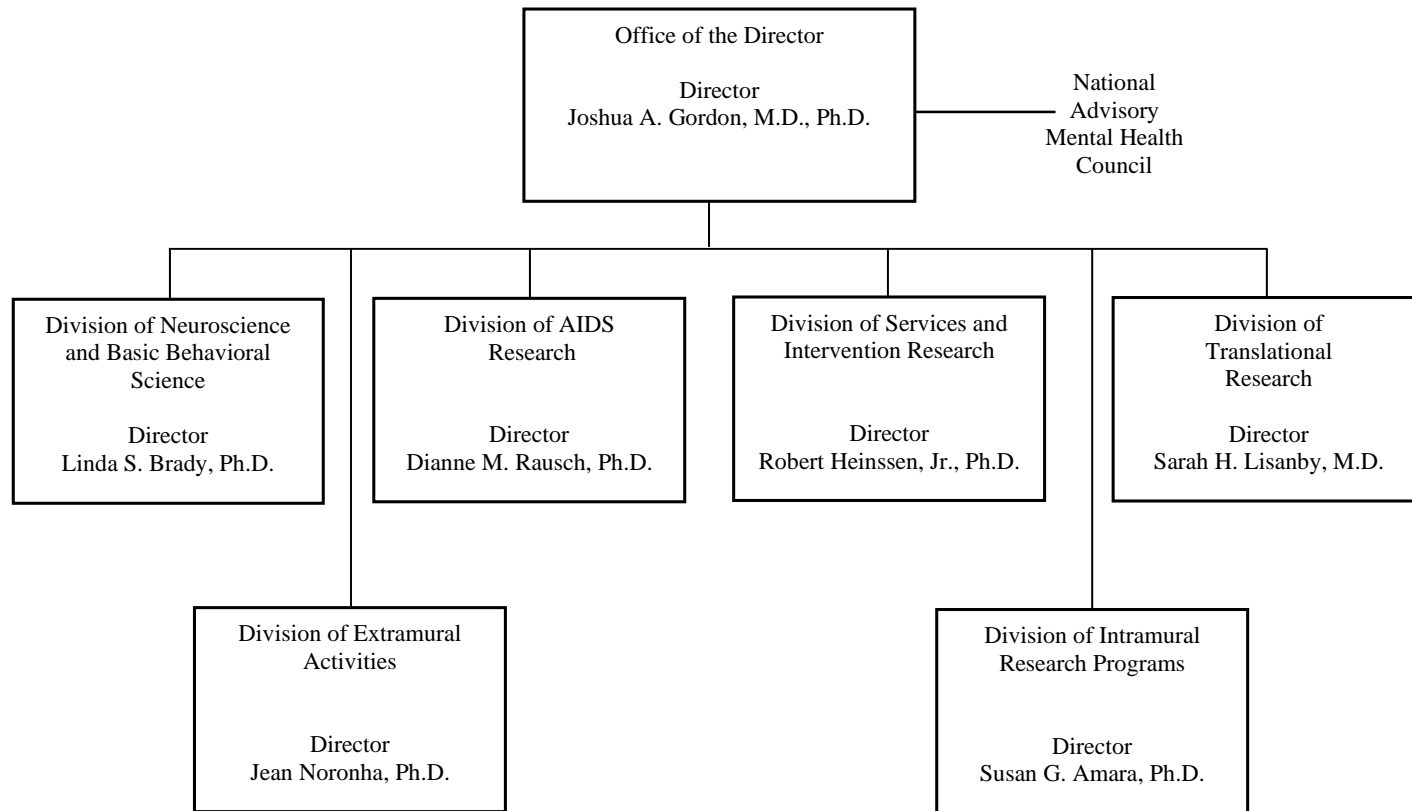 Office of the Director
Director
Joshua A. Gordon, M.D., Ph.D.
National
Advisory
Mental Health
Council
Division of Neuroscience
and Basic Behavioral
Science
Director
Linda S. Brady, Ph.D.
Division of AIDS
Research
Director
Dianne M. Rausch, Ph.D.
Division of Services and
Intervention Research
Director
Robert Heinssen, Jr., Ph.D.
Division of
Translational
Research
Director
Sarah H. Lisanby, M.D.
Division of Extramural
Activities
Director
Jean Noronha, Ph.D.
Division of Intramural
Research Programs
Director
Susan G. Amara, Ph.D.